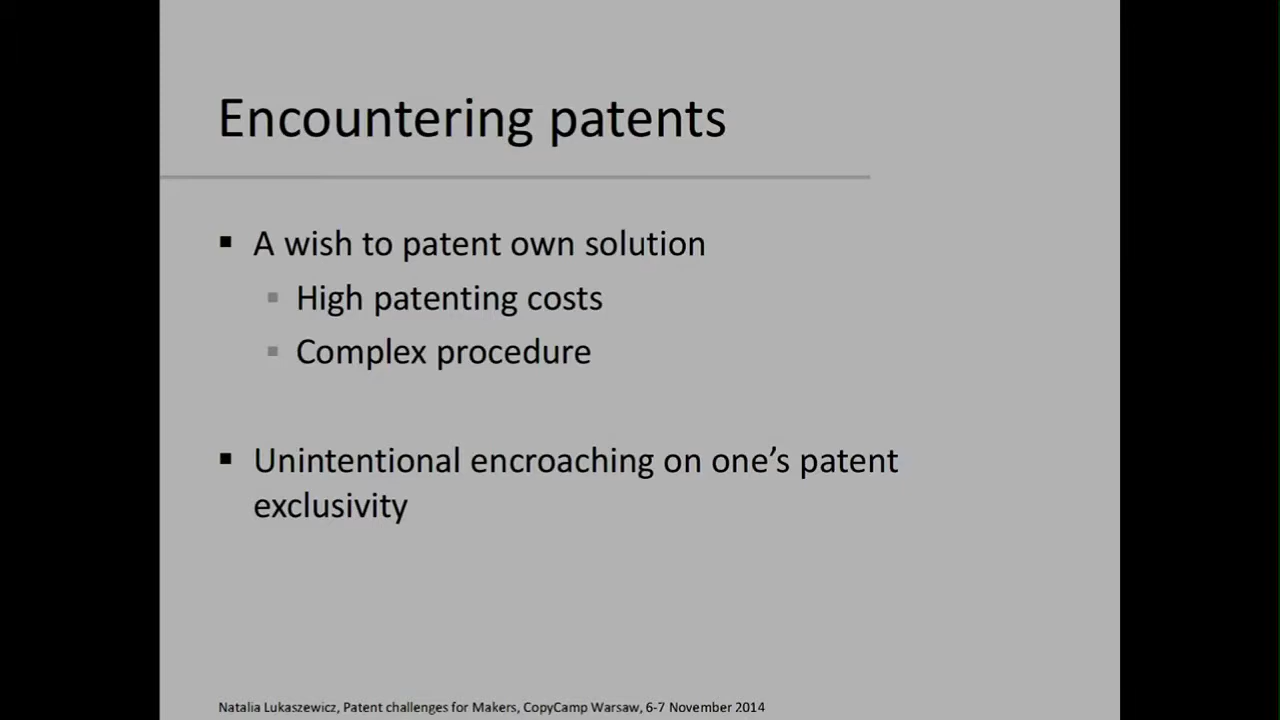 Encountering patents
▪ A wish to patent own solution
▪ High patenting costs
▪ Complex procedure
▪ Unintentional encroaching on one’s patent
exclusivity
Natalia Lukaszewicz, Patent challenges for Makers, CopyCamp Warsaw, 6-7 November 2014